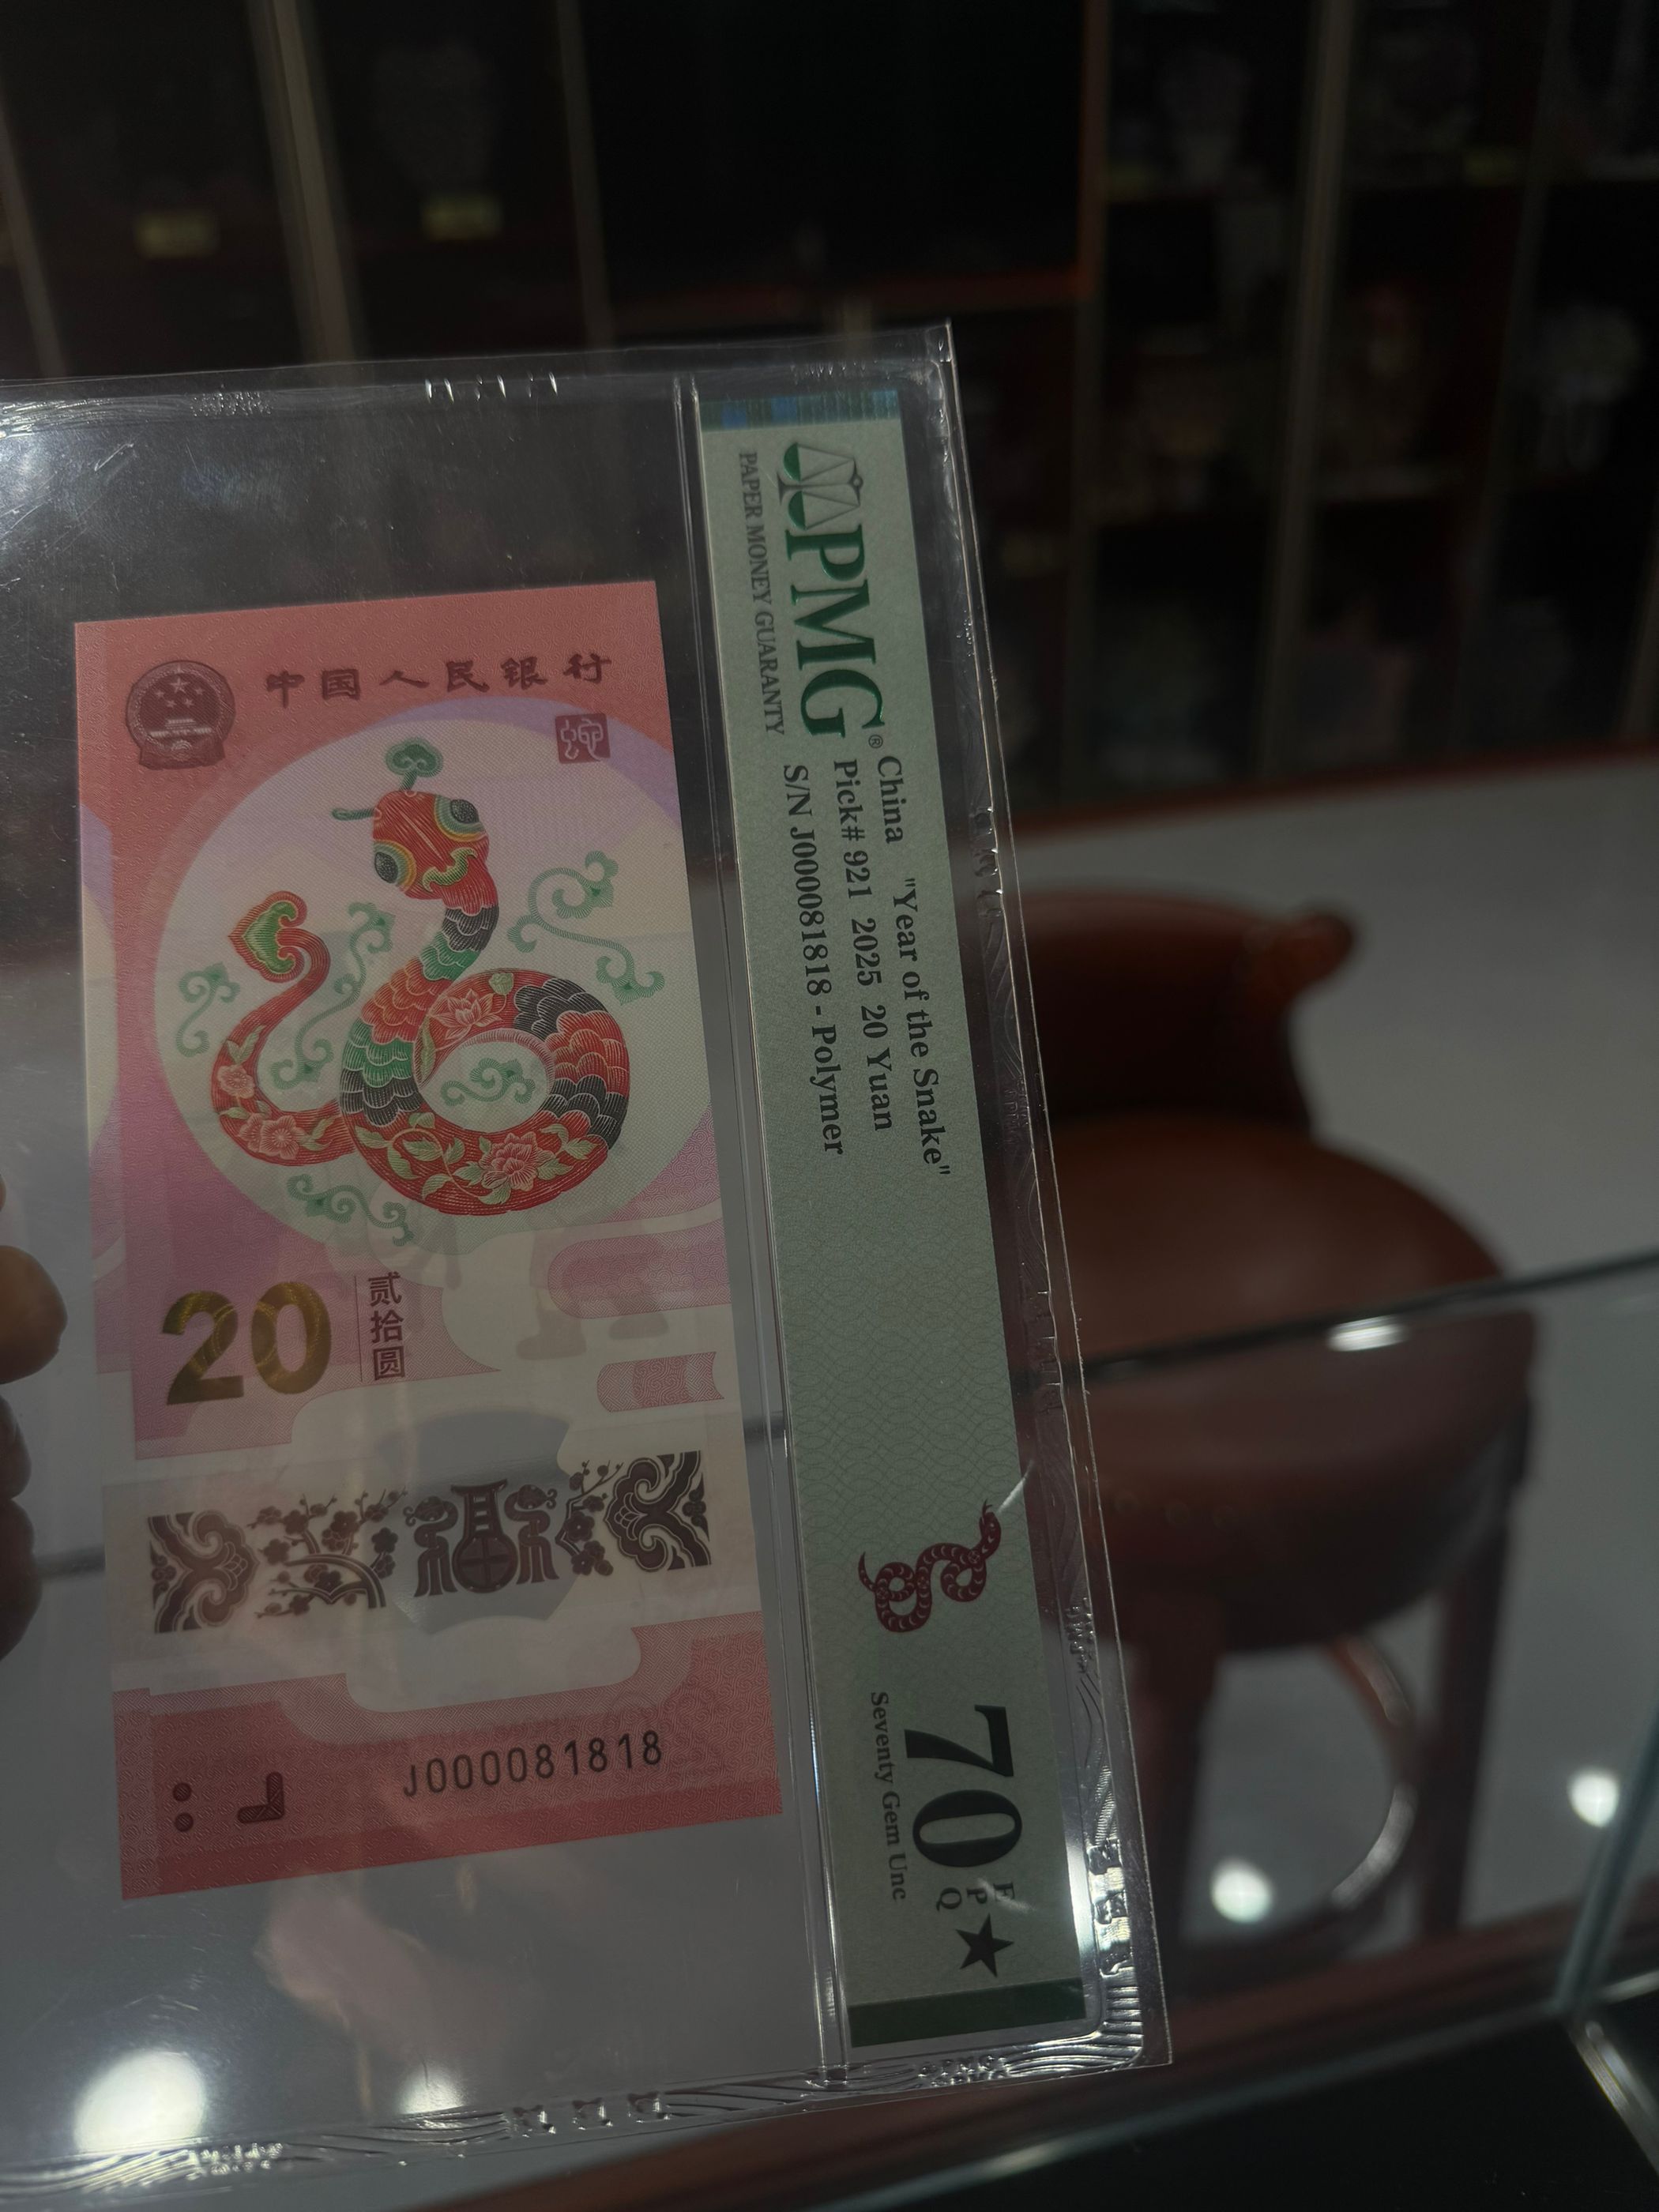 中国人民银行
蛇
20
贰拾圆
福
J000081818
PMG®
PAPER MONEY GUARANTY
China "Year of the Snake"
Pick# 921 2025 20 Yuan
S/N J000081818 - Polymer
70 EPQ ★
Seventy Gem Unc